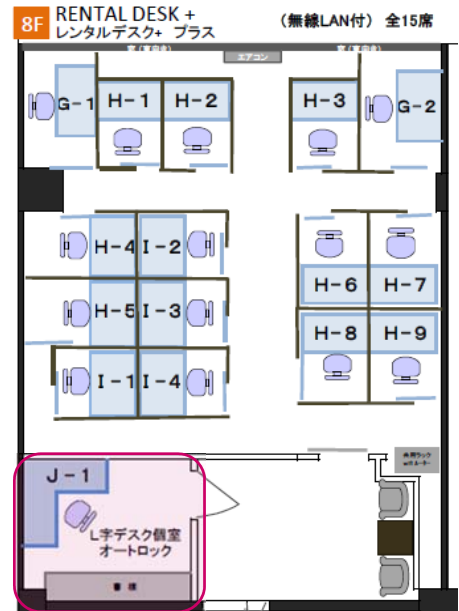 8F RENTAL DESK +
レンタルデスク+ プラス
(無線LAN付) 全15席
エアコン
G-1 H-1 H-2 H-3 G-2
H-4 I-2
H-5 I-3 H-6 H-7
I-1 I-4 H-8 H-9
J-1
L字デスク個室
オートロック